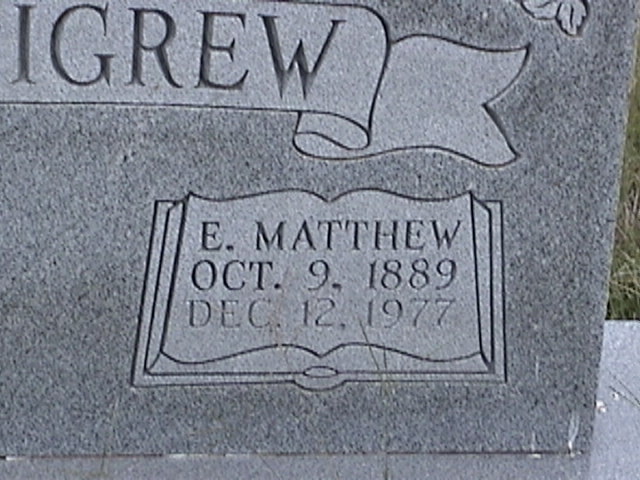 IGREW
E. MATTHEW
OCT. 9, 1889
DEC. 12, 1977